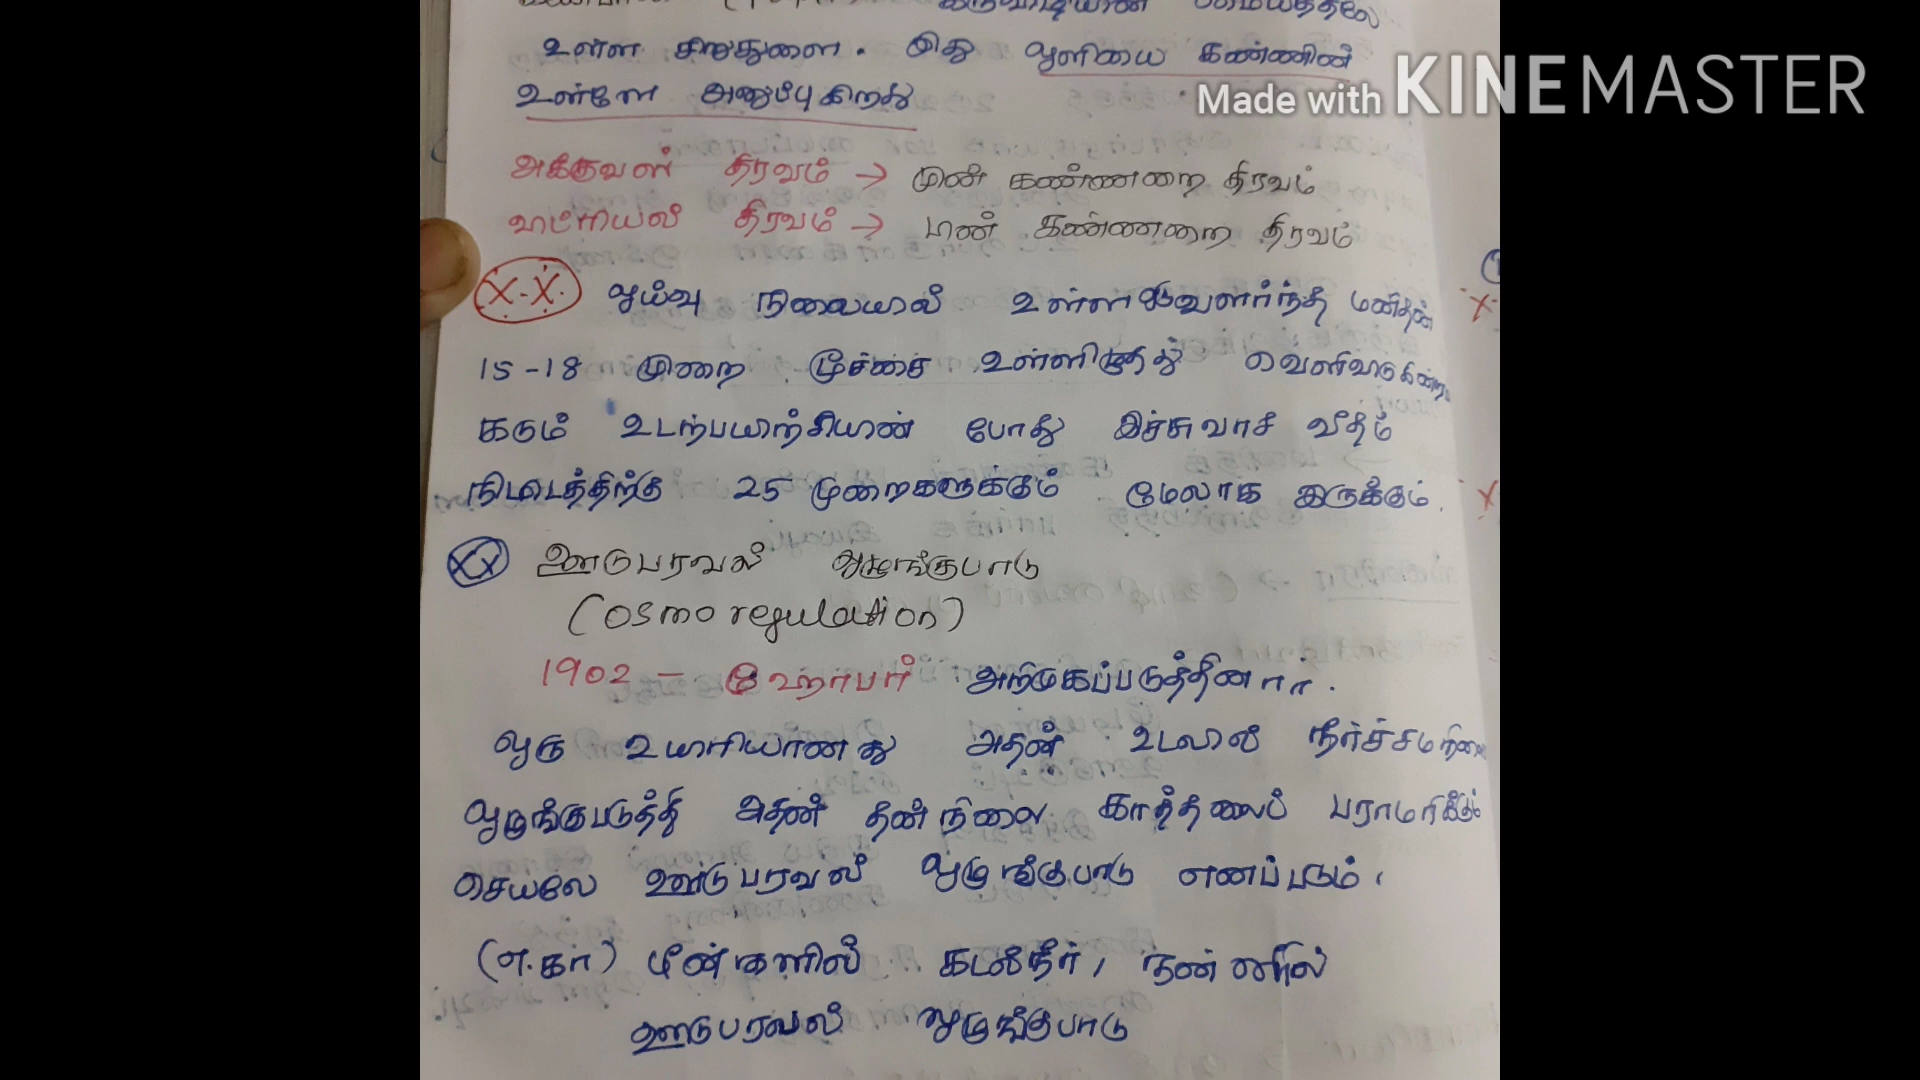 கருவிழியின் மையத்திலே
உள்ள சிறுதுளை. இது ஒளியை கண்ணின்
உள்ளே அனுப்புகிறது
Made with KINEMASTER
அக்குவஸ் திரவம் → முன் கண்ணறை திரவம்
விட்ரியஸ் திரவம் → பின் கண்ணறை திரவம்
X.X. ஓய்வு நிலையில் உள்ள வளர்ந்த மனிதன்
15-18 முறை மூச்சை உள்ளிழுத்து வெளிவிடுகின்ற
கடும் உடற்பயிற்சியின் போது இச்சுவாச வீதம்
நிமிடத்திற்கு 25 முறைகளுக்கும் மேலாக இருக்கும்.
XX ஊடுபரவல் ஒழுங்குபாடு
(osmo regulation)
1902 - ஹோபர் அறிமுகப்படுத்தினார்.
ஒரு உயிரியானது அதன் உடலில் நீர்ச்சமநிலை
ஒழுங்குபடுத்தி அதன் தன்நிலை காத்தலைப் பராமரிக்கும்
செயலே ஊடுபரவல் ஒழுங்குபாடு எனப்படும்.
(எ.கா) மீன்களில் கடல்நீர், நன்னீரில்
ஊடுபரவல் ஒழுங்குபாடு